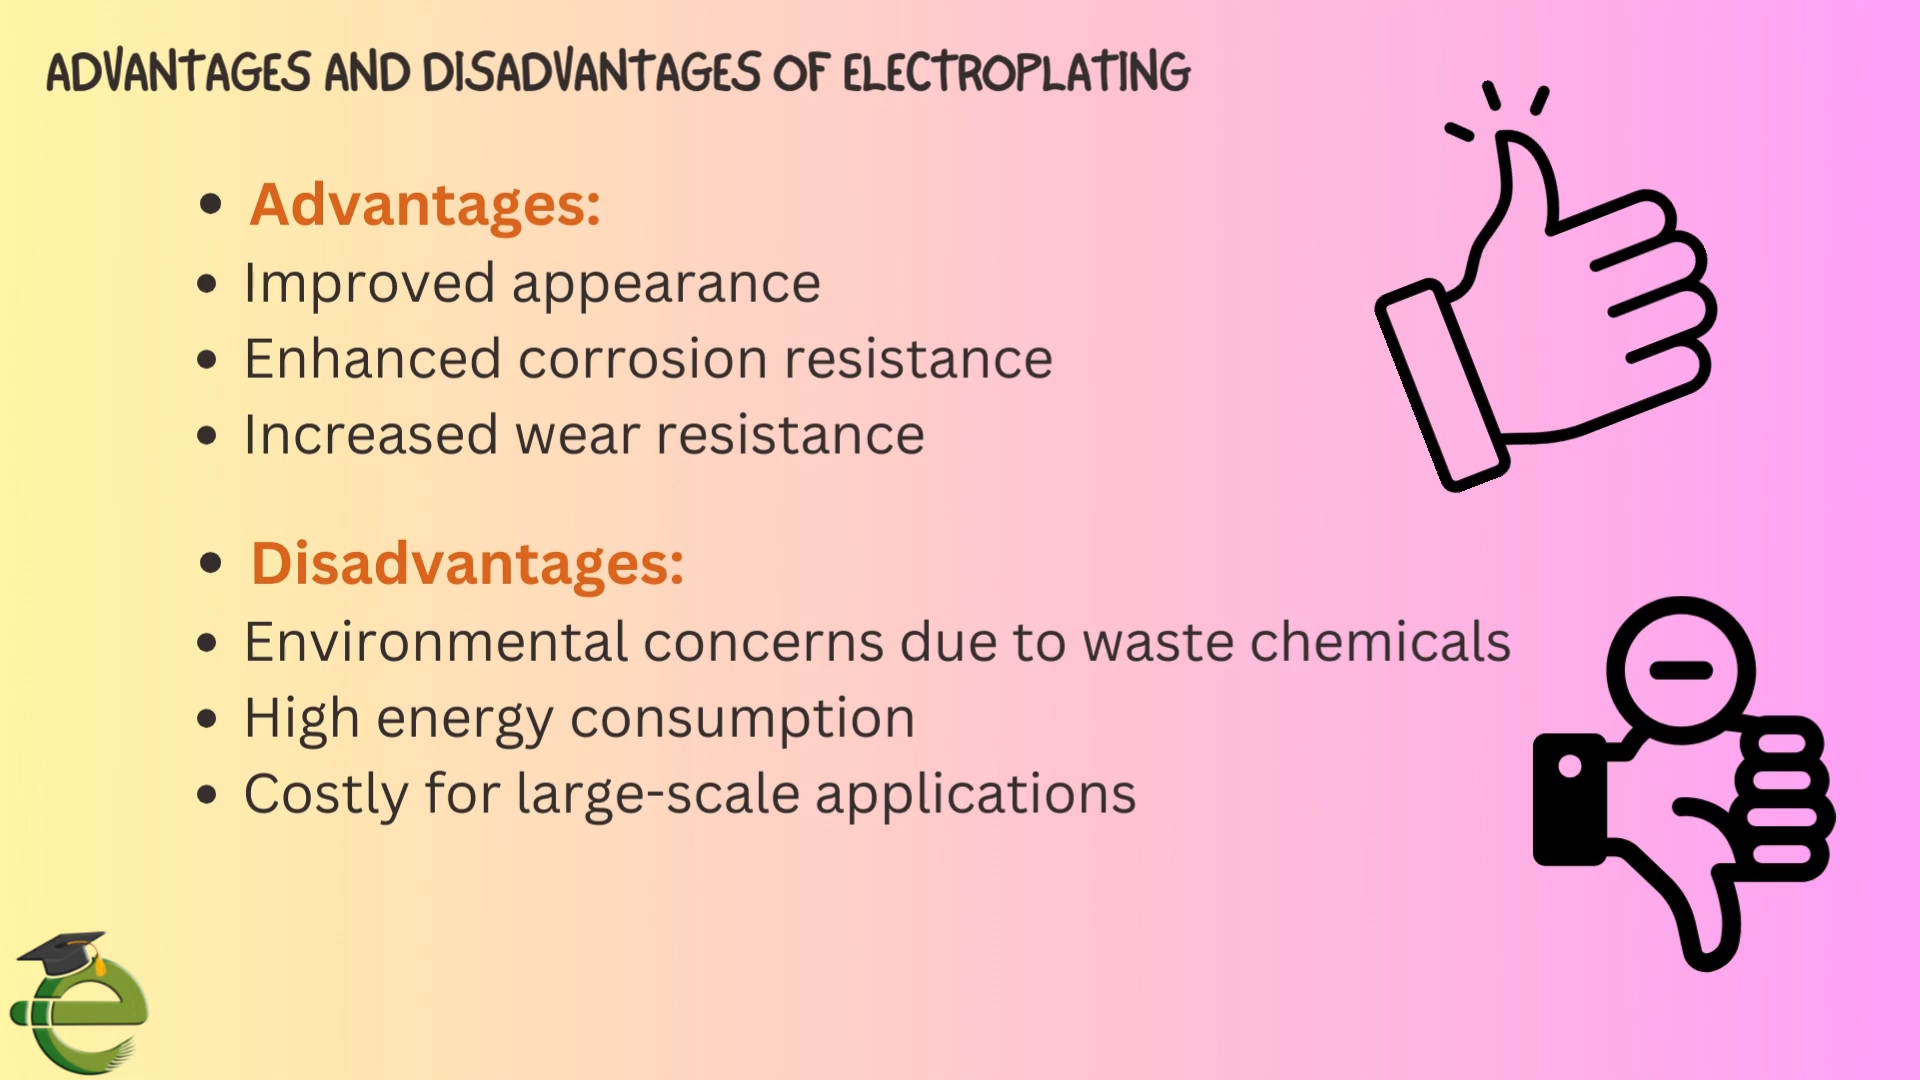 ADVANTAGES AND DISADVANTAGES OF ELECTROPLATING
• Advantages:
• Improved appearance
• Enhanced corrosion resistance
• Increased wear resistance
• Disadvantages:
• Environmental concerns due to waste chemicals
• High energy consumption
• Costly for large-scale applications
e